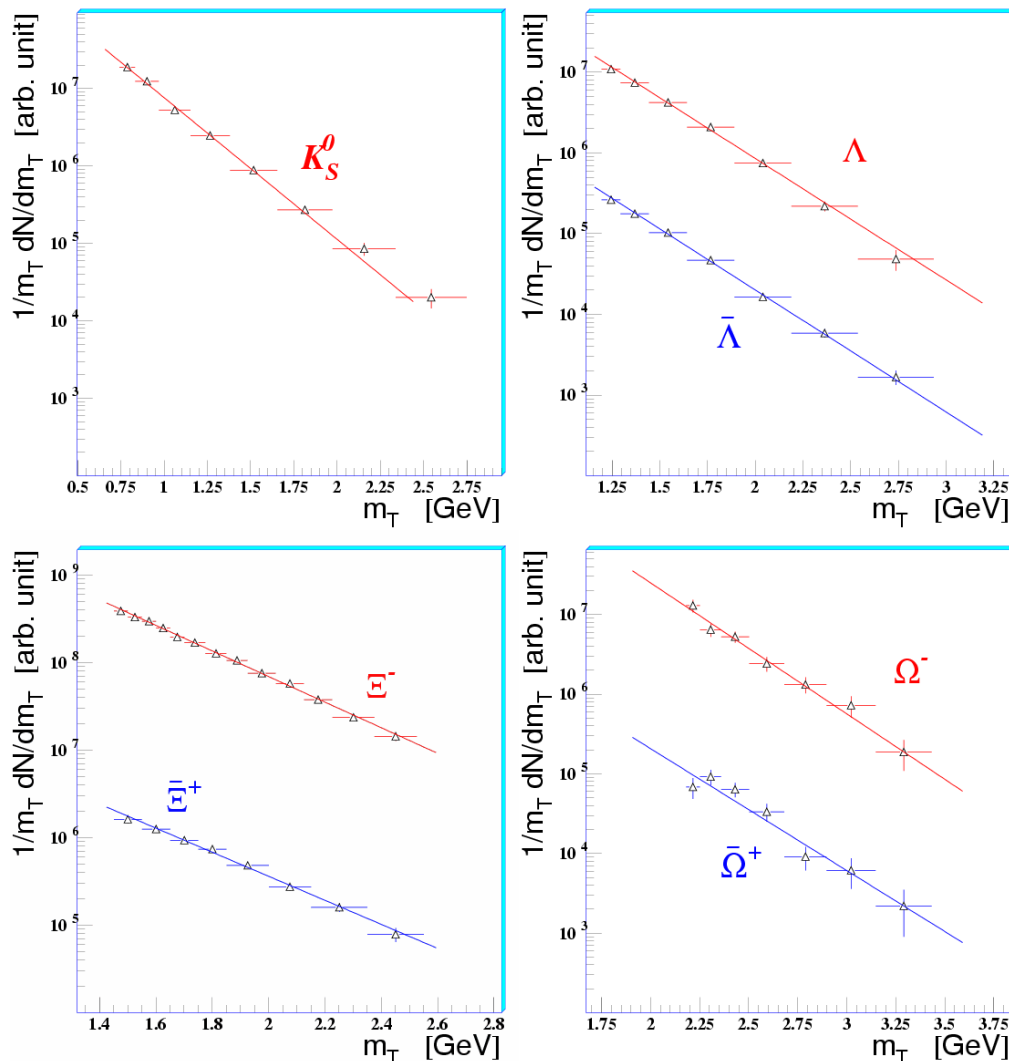 1/m_T dN/dm_T [arb. unit]
10^7
10^6
10^5
10^4
10^3
K_S^0
0.5 0.75 1 1.25 1.5 1.75 2 2.25 2.5 2.75
m_T [GeV]
1/m_T dN/dm_T [arb. unit]
10^7
10^6
10^5
10^4
10^3
Λ
Λ̄
1.25 1.5 1.75 2 2.25 2.5 2.75 3 3.25
m_T [GeV]
1/m_T dN/dm_T [arb. unit]
10^9
10^8
10^7
10^6
10^5
Ξ^-
Ξ̄^+
1.4 1.6 1.8 2 2.2 2.4 2.6 2.8
m_T [GeV]
1/m_T dN/dm_T [arb. unit]
10^7
10^6
10^5
10^4
10^3
Ω^-
Ω̄^+
1.75 2 2.25 2.5 2.75 3 3.25 3.5 3.75
m_T [GeV]